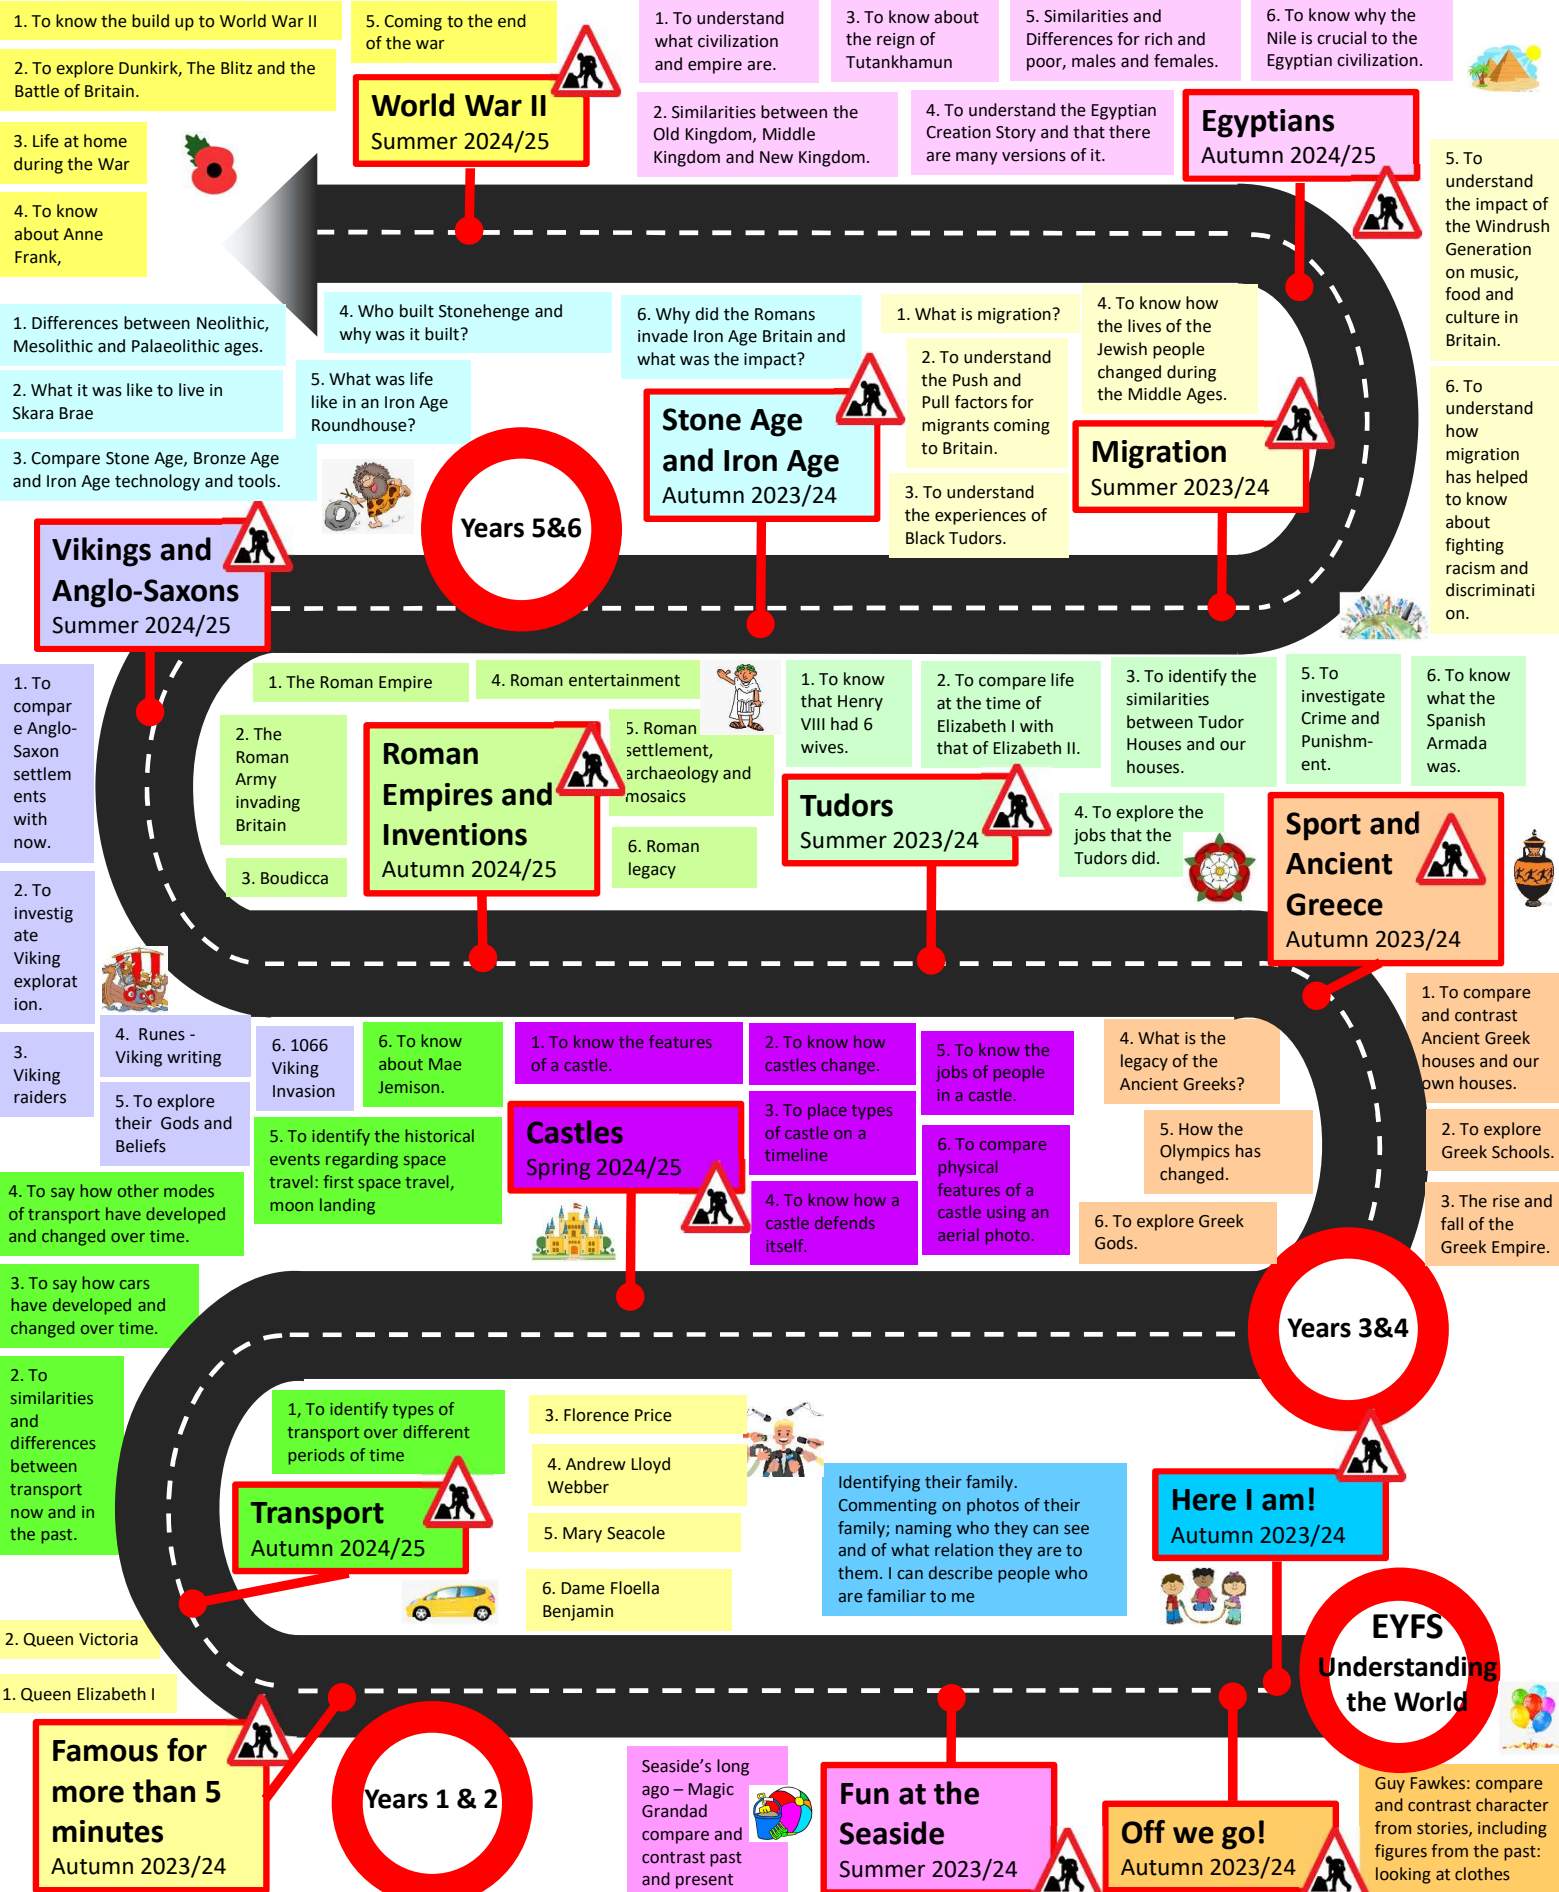 1. To know the build up to World War II
2. To explore Dunkirk, The Blitz and the
Battle of Britain.
3. Life at home
during the War
4. To know
about Anne
Frank,
5. Coming to the end
of the war
World War II
Summer 2024/25
1. To understand
what civilization
and empire are.
2. Similarities between the
Old Kingdom, Middle
Kingdom and New Kingdom.
3. To know about
the reign of
Tutankhamun
4. To understand the Egyptian
Creation Story and that there
are many versions of it.
5. Similarities and
Differences for rich and
poor, males and females.
6. To know why the
Nile is crucial to the
Egyptian civilization.
Egyptians
Autumn 2024/25
1. What is migration?
2. To understand
the Push and
Pull factors for
migrants coming
to Britain.
3. To understand
the experiences of
Black Tudors.
4. To know how
the lives of the
Jewish people
changed during
the Middle Ages.
5. To
understand
the impact of
the Windrush
Generation
on music,
food and
culture in
Britain.
6. To
understand
how
migration
has helped
to know
about
fighting
racism and
discriminati
on.
Migration
Summer 2023/24
1. Differences between Neolithic,
Mesolithic and Palaeolithic ages.
2. What it was like to live in
Skara Brae
3. Compare Stone Age, Bronze Age
and Iron Age technology and tools.
4. Who built Stonehenge and
why was it built?
5. What was life
like in an Iron Age
Roundhouse?
6. Why did the Romans
invade Iron Age Britain and
what was the impact?
Stone Age
and Iron Age
Autumn 2023/24
Years 5&6
Vikings and
Anglo-Saxons
Summer 2024/25
1. To
compar
e Anglo-
Saxon
settlem
ents
with
now.
2. To
investig
ate
Viking
explorat
ion.
3.
Viking
raiders
4. Runes -
Viking writing
5. To explore
their Gods and
Beliefs
6. 1066
Viking
Invasion
1. The Roman Empire
2. The
Roman
Army
invading
Britain
3. Boudicca
4. Roman entertainment
5. Roman
settlement,
archaeology and
mosaics
6. Roman
legacy
Roman
Empires and
Inventions
Autumn 2024/25
1. To know
that Henry
VIII had 6
wives.
2. To compare life
at the time of
Elizabeth I with
that of Elizabeth II.
3. To identify the
similarities
between Tudor
Houses and our
houses.
4. To explore the
jobs that the
Tudors did.
5. To
investigate
Crime and
Punishm-
ent.
6. To know
what the
Spanish
Armada
was.
Tudors
Summer 2023/24
Sport and
Ancient
Greece
Autumn 2023/24
1. To compare
and contrast
Ancient Greek
houses and our
own houses.
2. To explore
Greek Schools.
3. The rise and
fall of the
Greek Empire.
4. What is the
legacy of the
Ancient Greeks?
5. How the
Olympics has
changed.
6. To explore Greek
Gods.
Years 3&4
1. To know the features
of a castle.
2. To know how
castles change.
3. To place types
of castle on a
timeline
4. To know how a
castle defends
itself.
5. To know the
jobs of people
in a castle.
6. To compare
physical
features of a
castle using an
aerial photo.
Castles
Spring 2024/25
6. To know
about Mae
Jemison.
5. To identify the historical
events regarding space
travel: first space travel,
moon landing
4. To say how other modes
of transport have developed
and changed over time.
3. To say how cars
have developed and
changed over time.
2. To
similarities
and
differences
between
transport
now and in
the past.
1, To identify types of
transport over different
periods of time
Transport
Autumn 2024/25
3. Florence Price
4. Andrew Lloyd
Webber
5. Mary Seacole
6. Dame Floella
Benjamin
2. Queen Victoria
1. Queen Elizabeth I
Famous for
more than 5
minutes
Autumn 2023/24
Years 1 & 2
Identifying their family.
Commenting on photos of their
family; naming who they can see
and of what relation they are to
them. I can describe people who
are familiar to me
Here I am!
Autumn 2023/24
EYFS
Understanding
the World
Seaside's long
ago – Magic
Grandad
compare and
contrast past
and present
Fun at the
Seaside
Summer 2023/24
Off we go!
Autumn 2023/24
Guy Fawkes: compare
and contrast character
from stories, including
figures from the past:
looking at clothes